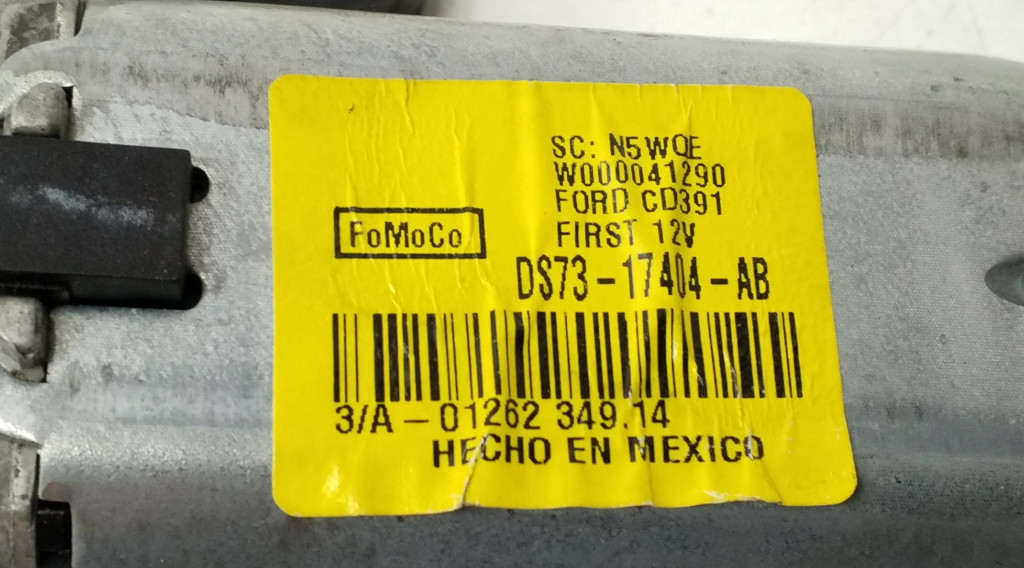 SC: N5WQE
W000041290
FORD CD391
FoMoCo
FIRST 12V
DS73-17404-AB
3/A-01262 349.14
HECHO EN MEXICO